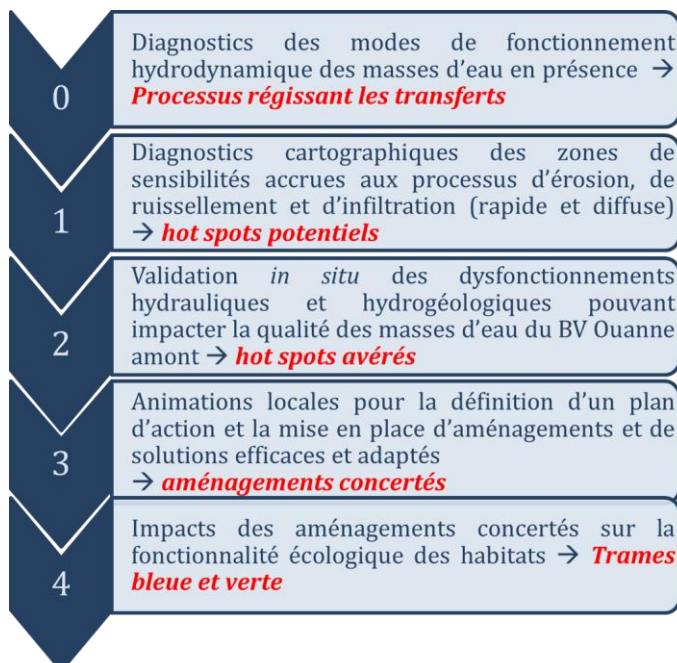 0
Diagnostics des modes de fonctionnement
hydrodynamique des masses d'eau en présence →
Processus régissant les transferts
1
Diagnostics cartographiques des zones de
sensibilités accrues aux processus d'érosion, de
ruissellement et d'infiltration (rapide et diffuse)
→ hot spots potentiels
2
Validation in situ des dysfonctionnements
hydrauliques et hydrogéologiques pouvant
impacter la qualité des masses d'eau du BV Ouanne
amont → hot spots avérés
3
Animations locales pour la définition d'un plan
d'action et la mise en place d'aménagements et de
solutions efficaces et adaptés
→ aménagements concertés
4
Impacts des aménagements concertés sur la
fonctionnalité écologique des habitats → Trames
bleue et verte